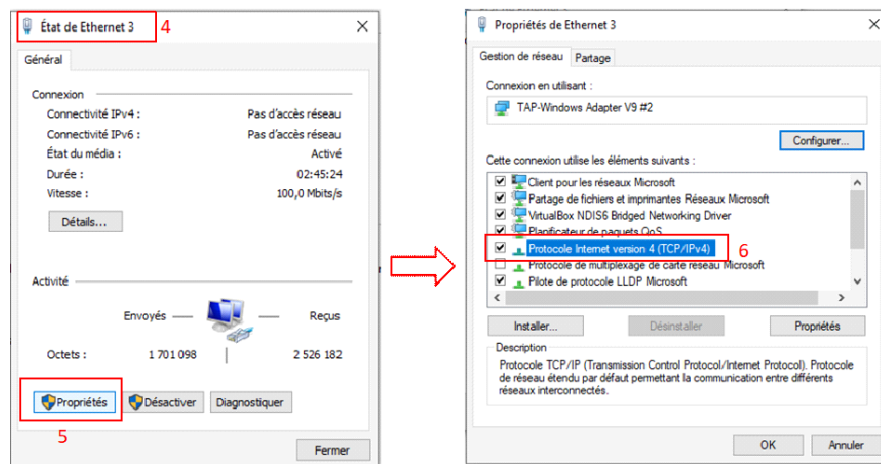 État de Ethernet 3
4
Général
Connexion
Connectivité IPv4 : Pas d'accès réseau
Connectivité IPv6 : Pas d'accès réseau
État du média : Activé
Durée : 02:45:24
Vitesse : 100,0 Mbits/s
Détails...
Activité
Envoyés — Reçus
Octets : 1 701 098 2 526 182
Propriétés Désactiver Diagnostiquer
5
Fermer
Propriétés de Ethernet 3
Gestion de réseau Partage
Connexion en utilisant :
TAP-Windows Adapter V9 #2
Configurer...
Cette connexion utilise les éléments suivants :
Client pour les réseaux Microsoft
Partage de fichiers et imprimantes Réseaux Microsoft
VirtualBox NDIS6 Bridged Networking Driver
Planificateur de paquets QoS
Protocole Internet version 4 (TCP/IPv4)
6
Protocole de multiplexage de carte réseau Microsoft
Pilote de protocole LLDP Microsoft
Installer... Désinstaller Propriétés
Description
Protocole TCP/IP (Transmission Control Protocol/Internet Protocol). Protocole
de réseau étendu par défaut permettant la communication entre différents
réseaux interconnectés.
OK Annuler